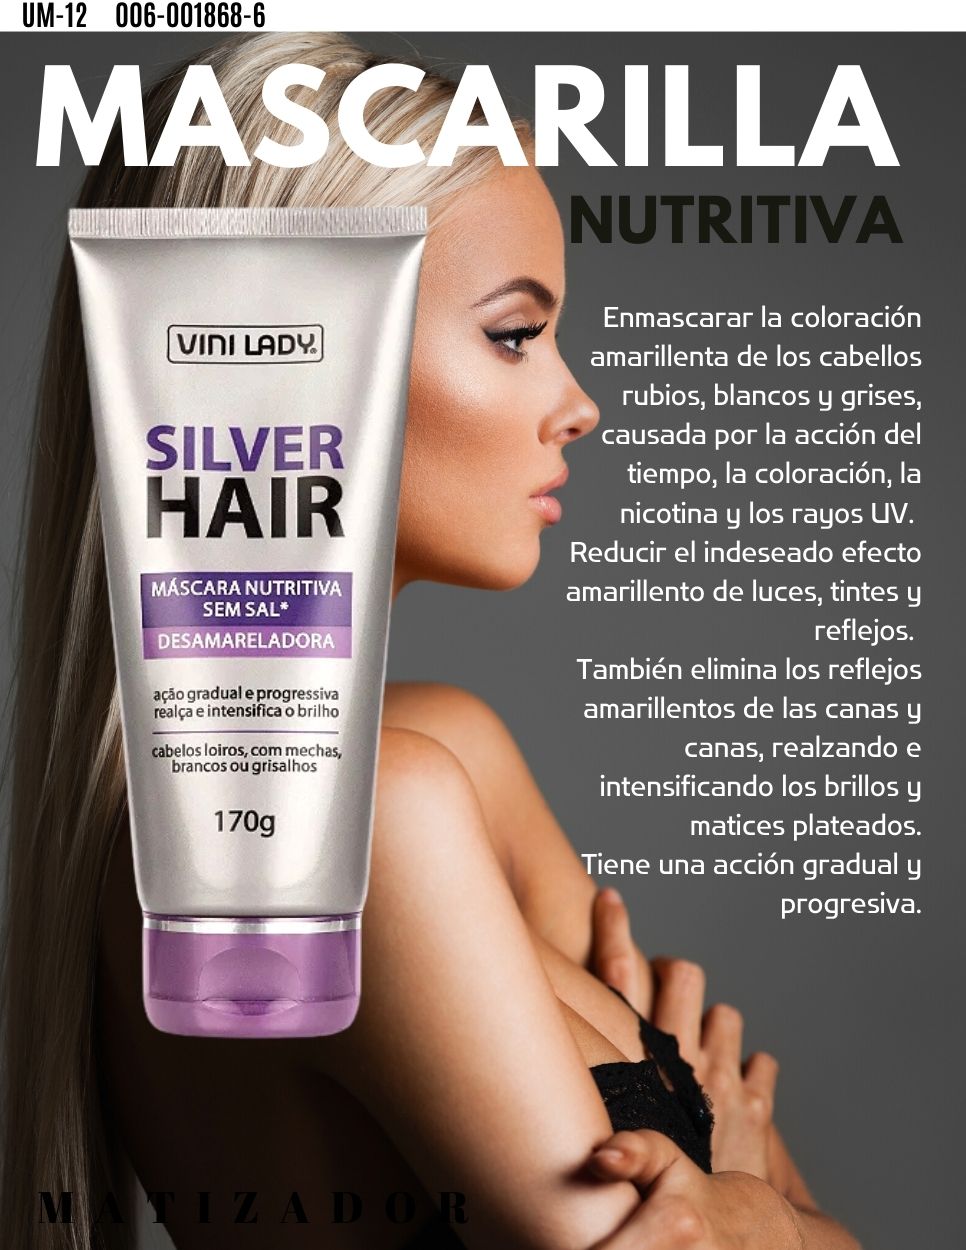 UM-12 006-001868-6
MASCARILLA
NUTRITIVA
VINI LADY®
SILVER
HAIR
MÁSCARA NUTRITIVA
SEM SAL*
DESAMARELADORA
ação gradual e progressiva
realça e intensifica o brilho
cabelos loiros, com mechas,
brancos ou grisalhos
170g
Enmascarar la coloración
amarillenta de los cabellos
rubios, blancos y grises,
causada por la acción del
tiempo, la coloración, la
nicotina y los rayos UV.
Reducir el indeseado efecto
amarillento de luces, tintes y
reflejos.
También elimina los reflejos
amarillentos de las canas y
canas, realzando e
intensificando los brillos y
matices plateados.
Tiene una acción gradual y
progresiva.
MATIZADOR